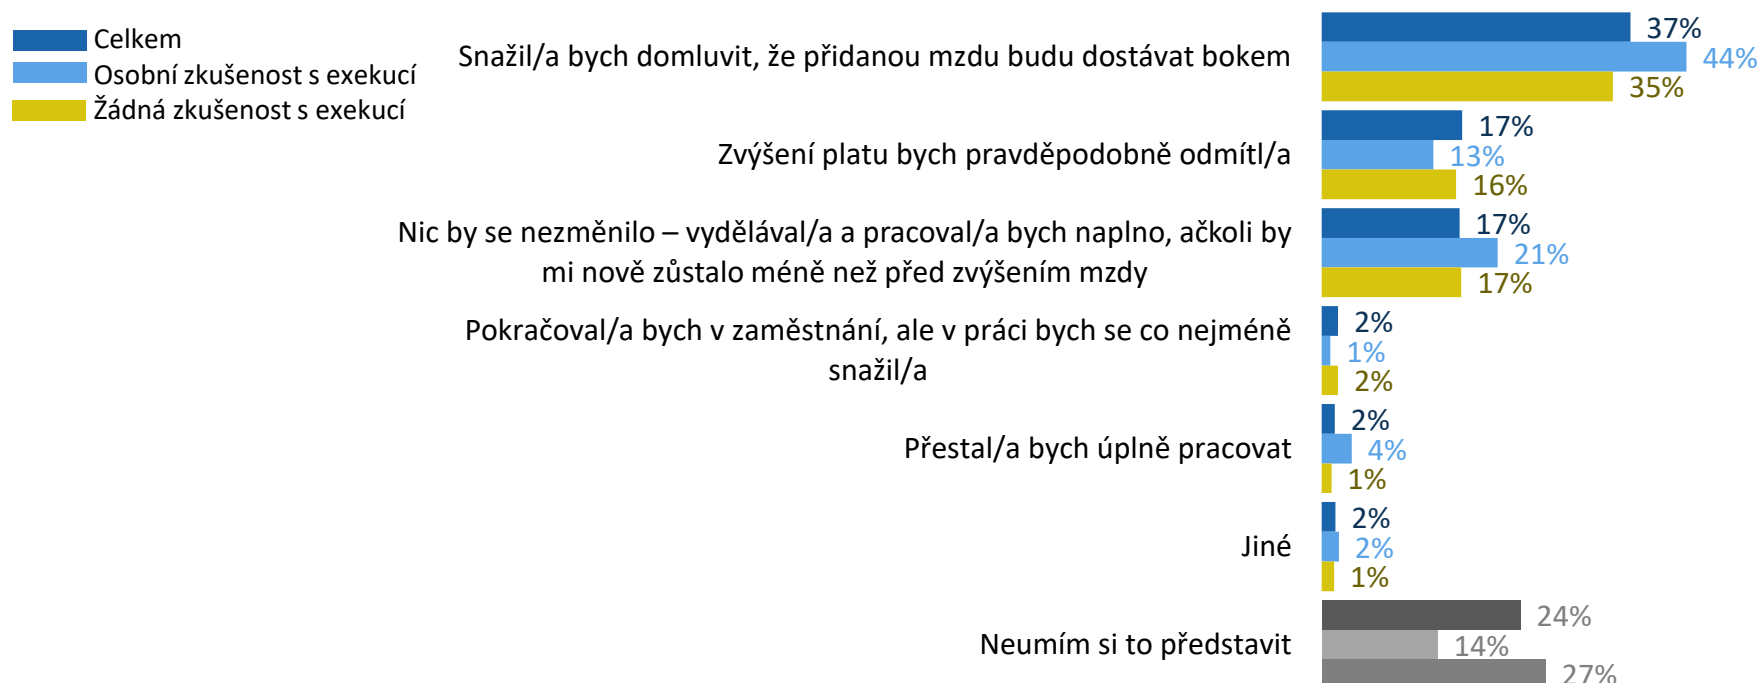 Celkem
Osobní zkušenost s exekucí
Žádná zkušenost s exekucí
Snažil/a bych domluvit, že přidanou mzdu budu dostávat bokem
37%
44%
35%
Zvýšení platu bych pravděpodobně odmítl/a
17%
13%
16%
Nic by se nezměnilo – vydělával/a a pracoval/a bych naplno, ačkoli by
mi nově zůstalo méně než před zvýšením mzdy
17%
21%
17%
Pokračoval/a bych v zaměstnání, ale v práci bych se co nejméně
snažil/a
2%
1%
2%
Přestal/a bych úplně pracovat
2%
4%
1%
Jiné
2%
2%
1%
Neumím si to představit
24%
14%
27%